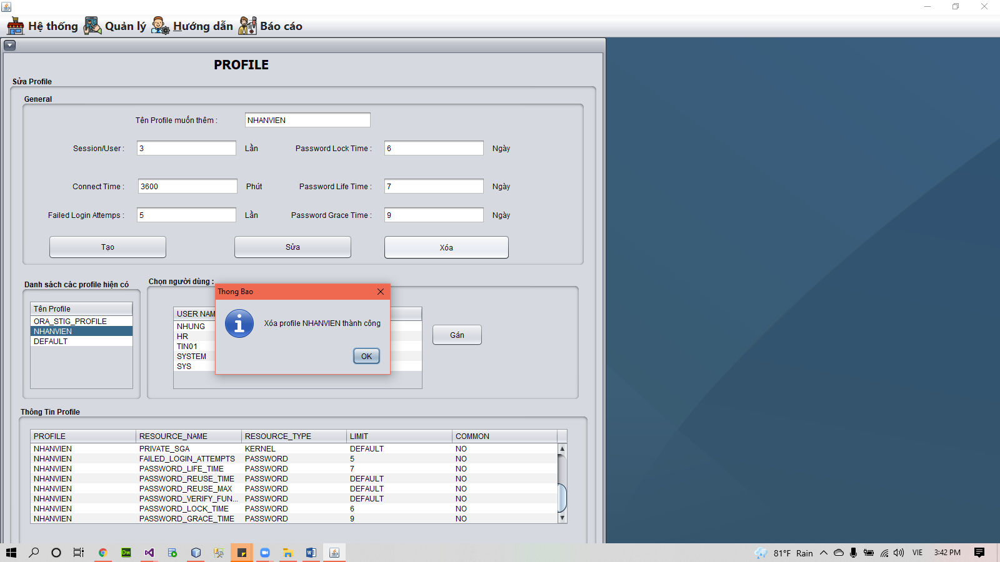 Hệ thống Quản lý Hướng dẫn Báo cáo
PROFILE
Sửa Profile
General
Tên Profile muốn thêm : NHANVIEN
Session/User : 3 Lần Password Lock Time : 6 Ngày
Connect Time : 3600 Phút Password Life Time : 7 Ngày
Failed Login Attemps : 5 Lần Password Grace Time : 9 Ngày
Tạo Sửa Xóa
Danh sách các profile hiện có
Tên Profile
ORA_STIG_PROFILE
NHANVIEN
DEFAULT
Chọn người dùng :
USER NAM
NHUNG
HR
TIN01
SYSTEM
SYS
Gán
Thong Bao
Xóa profile NHANVIEN thành công
OK
Thông Tin Profile
PROFILE RESOURCE_NAME RESOURCE_TYPE LIMIT COMMON
NHANVIEN PRIVATE_SGA KERNEL DEFAULT NO
NHANVIEN FAILED_LOGIN_ATTEMPTS PASSWORD 5 NO
NHANVIEN PASSWORD_LIFE_TIME PASSWORD 7 NO
NHANVIEN PASSWORD_REUSE_TIME PASSWORD DEFAULT NO
NHANVIEN PASSWORD_REUSE_MAX PASSWORD DEFAULT NO
NHANVIEN PASSWORD_VERIFY_FUN... PASSWORD DEFAULT NO
NHANVIEN PASSWORD_LOCK_TIME PASSWORD 6 NO
NHANVIEN PASSWORD_GRACE_TIME PASSWORD 9 NO
Dw 81°F Rain VIE 3:42 PM